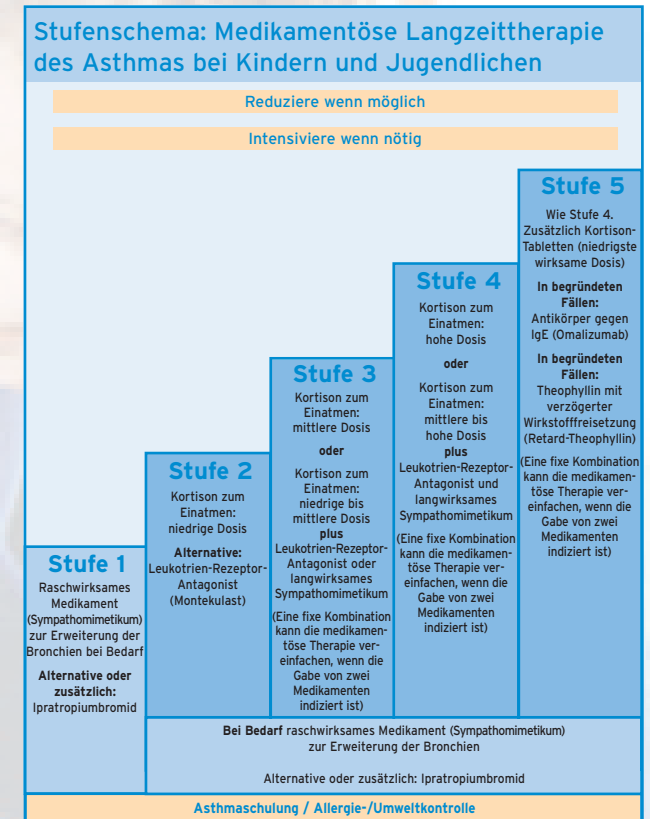 Stufenschema: Medikamentöse Langzeittherapie
des Asthmas bei Kindern und Jugendlichen
Reduziere wenn möglich
Intensiviere wenn nötig
Stufe 1
Raschwirksames
Medikament
(Sympathomimetikum)
zur Erweiterung der
Bronchien bei Bedarf
Alternative oder
zusätzlich:
Ipratropiumbromid
Stufe 2
Kortison zum
Einatmen:
niedrige Dosis
Alternative:
Leukotrien-Rezeptor-
Antagonist
(Montekulast)
Stufe 3
Kortison zum
Einatmen:
mittlere Dosis
oder
Kortison zum
Einatmen:
niedrige bis
mittlere Dosis
plus
Leukotrien-Rezeptor-
Antagonist oder
langwirksames
Sympathomimetikum
(Eine fixe Kombination
kann die medikamen-
töse Therapie ver-
einfachen, wenn die
Gabe von zwei
Medikamenten
indiziert ist)
Stufe 4
Kortison zum
Einatmen:
hohe Dosis
oder
Kortison zum
Einatmen:
mittlere bis
hohe Dosis
plus
Leukotrien-Rezeptor-
Antagonist und
langwirksames
Sympathomimetikum
(Eine fixe Kombination
kann die medikamen-
töse Therapie ver-
einfachen, wenn die
Gabe von zwei
Medikamenten
indiziert ist)
Stufe 5
Wie Stufe 4.
Zusätzlich Kortison-
Tabletten (niedrigste
wirksame Dosis)
In begründeten
Fällen:
Antikörper gegen
IgE (Omalizumab)
In begründeten
Fällen:
Theophyllin mit
verzögerter
Wirkstofffreisetzung
(Retard-Theophyllin)
(Eine fixe Kombination
kann die medikamen-
töse Therapie ver-
einfachen, wenn die
Gabe von zwei
Medikamenten
indiziert ist)
Bei Bedarf raschwirksames Medikament (Sympathomimetikum)
zur Erweiterung der Bronchien
Alternative oder zusätzlich: Ipratropiumbromid
Asthmaschulung / Allergie-/Umweltkontrolle